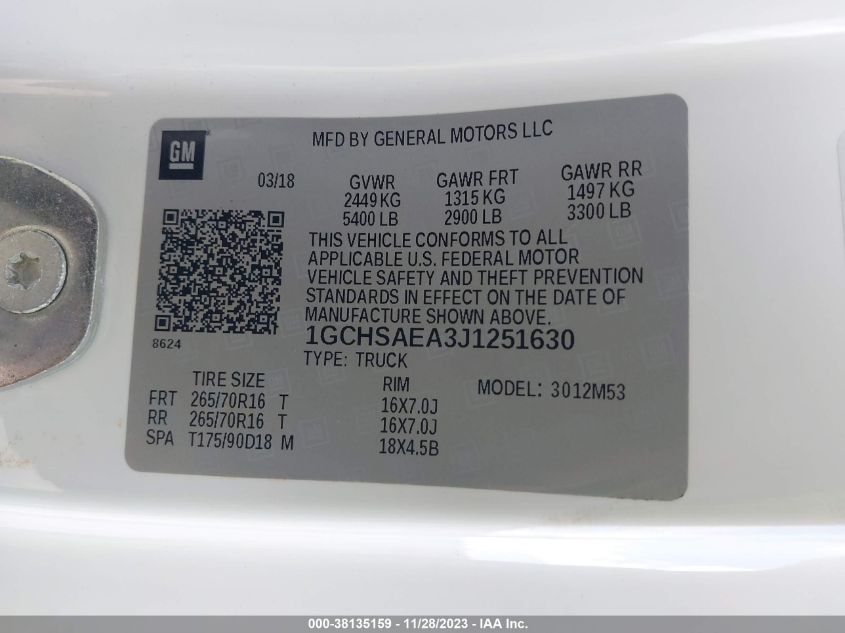 GM
MFD BY GENERAL MOTORS LLC
03/18 GVWR GAWR FRT GAWR RR
2449 KG 1315 KG 1497 KG
5400 LB 2900 LB 3300 LB
THIS VEHICLE CONFORMS TO ALL
APPLICABLE U.S. FEDERAL MOTOR
VEHICLE SAFETY AND THEFT PREVENTION
STANDARDS IN EFFECT ON THE DATE OF
MANUFACTURE SHOWN ABOVE.
8624
1GCHSAEA3J1251630
TYPE: TRUCK
TIRE SIZE RIM MODEL: 3012M53
FRT 265/70R16 T 16X7.0J
RR 265/70R16 T 16X7.0J
SPA T175/90D18 M 18X4.5B
000-38135159 - 11/28/2023 - IAA Inc.